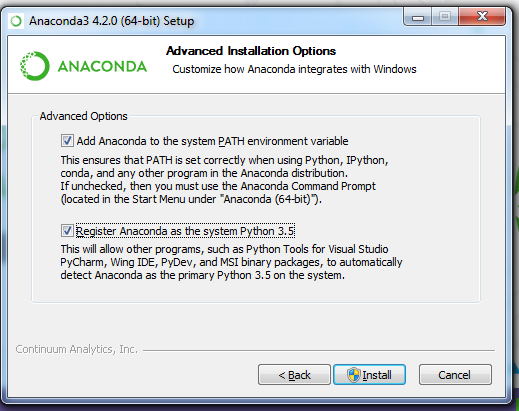 Anaconda3 4.2.0 (64-bit) Setup
Advanced Installation Options
Customize how Anaconda integrates with Windows
ANACONDA
Advanced Options
Add Anaconda to the system PATH environment variable
This ensures that PATH is set correctly when using Python, IPython,
conda, and any other program in the Anaconda distribution.
If unchecked, then you must use the Anaconda Command Prompt
(located in the Start Menu under "Anaconda (64-bit)").
Register Anaconda as the system Python 3.5
This will allow other programs, such as Python Tools for Visual Studio
PyCharm, Wing IDE, PyDev, and MSI binary packages, to automatically
detect Anaconda as the primary Python 3.5 on the system.
Continuum Analytics, Inc.
< Back
Install
Cancel